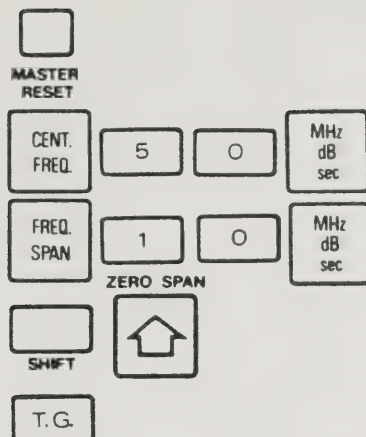 MASTER
RESET
CENT.
FREQ.
5
0
MHz
dB
sec
FREQ.
SPAN
1
0
MHz
dB
sec
ZERO SPAN
SHIFT
T.G.